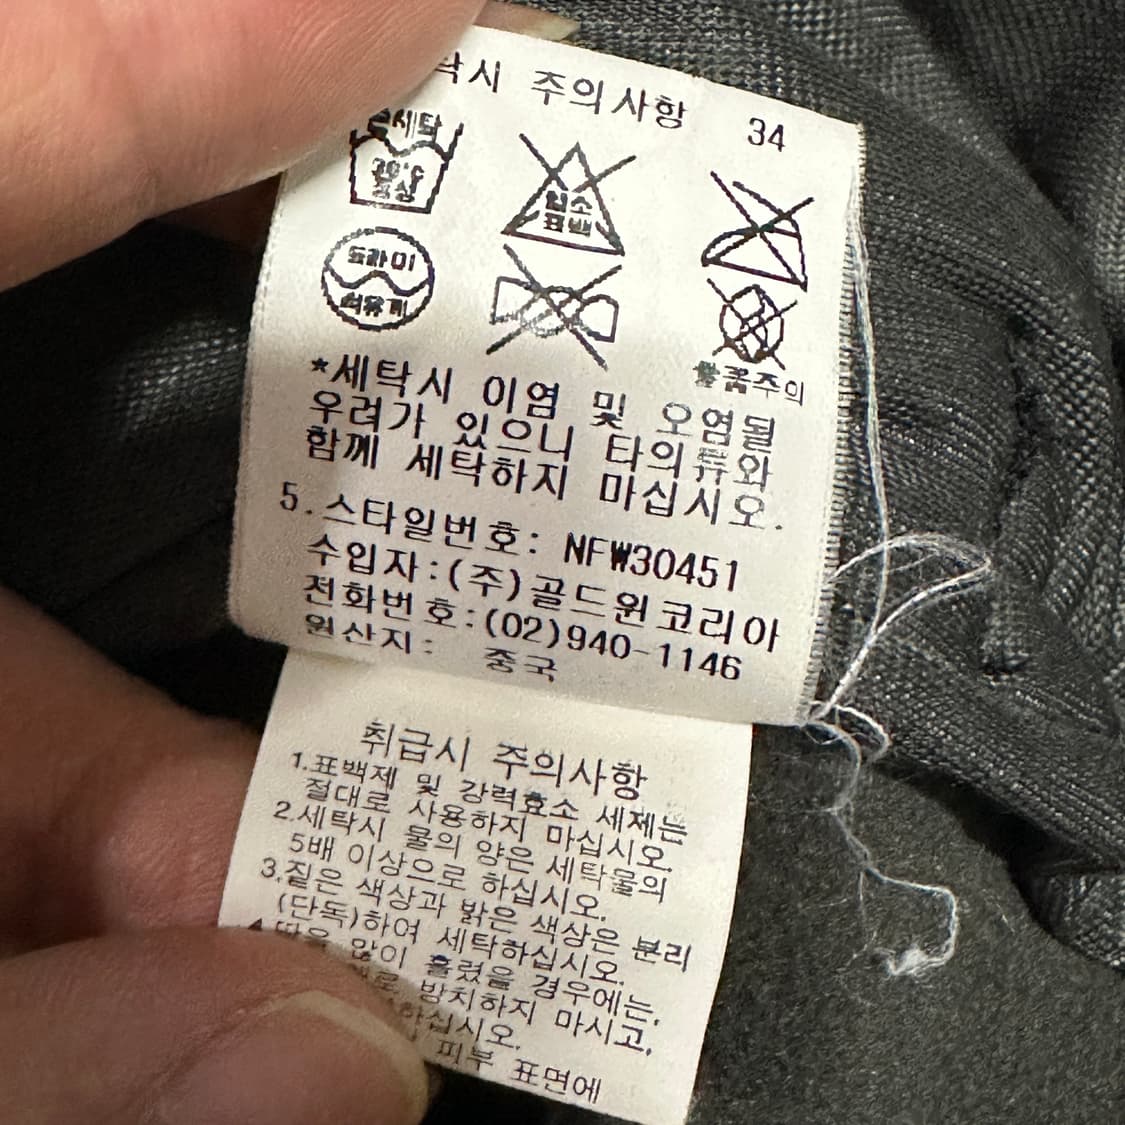 탁시 주의사항 34
손세탁
30℃
중성
염소
표백
드라이
석유계
뽀꼼주의
*세탁시 이염 및 오염될
우려가 있으니 타의류와
함께 세탁하지 마십시오.
5.스타일번호: NFW30451
수입자:(주)골드윈코리아
전화번호:(02)940-1146
원산지: 중국
취급시 주의사항
1.표백제 및 강력효소 세제는
절대로 사용하지 마십시오.
2.세탁시 물의 양은 세탁물의
5배 이상으로 하십시오.
3.짙은 색상과 밝은 색상은 분리
(단독)하여 세탁하십시오.
4.땀을 많이 흘렸을 경우에는,
방치하지 마시고,
하십시오.
피부 표면에